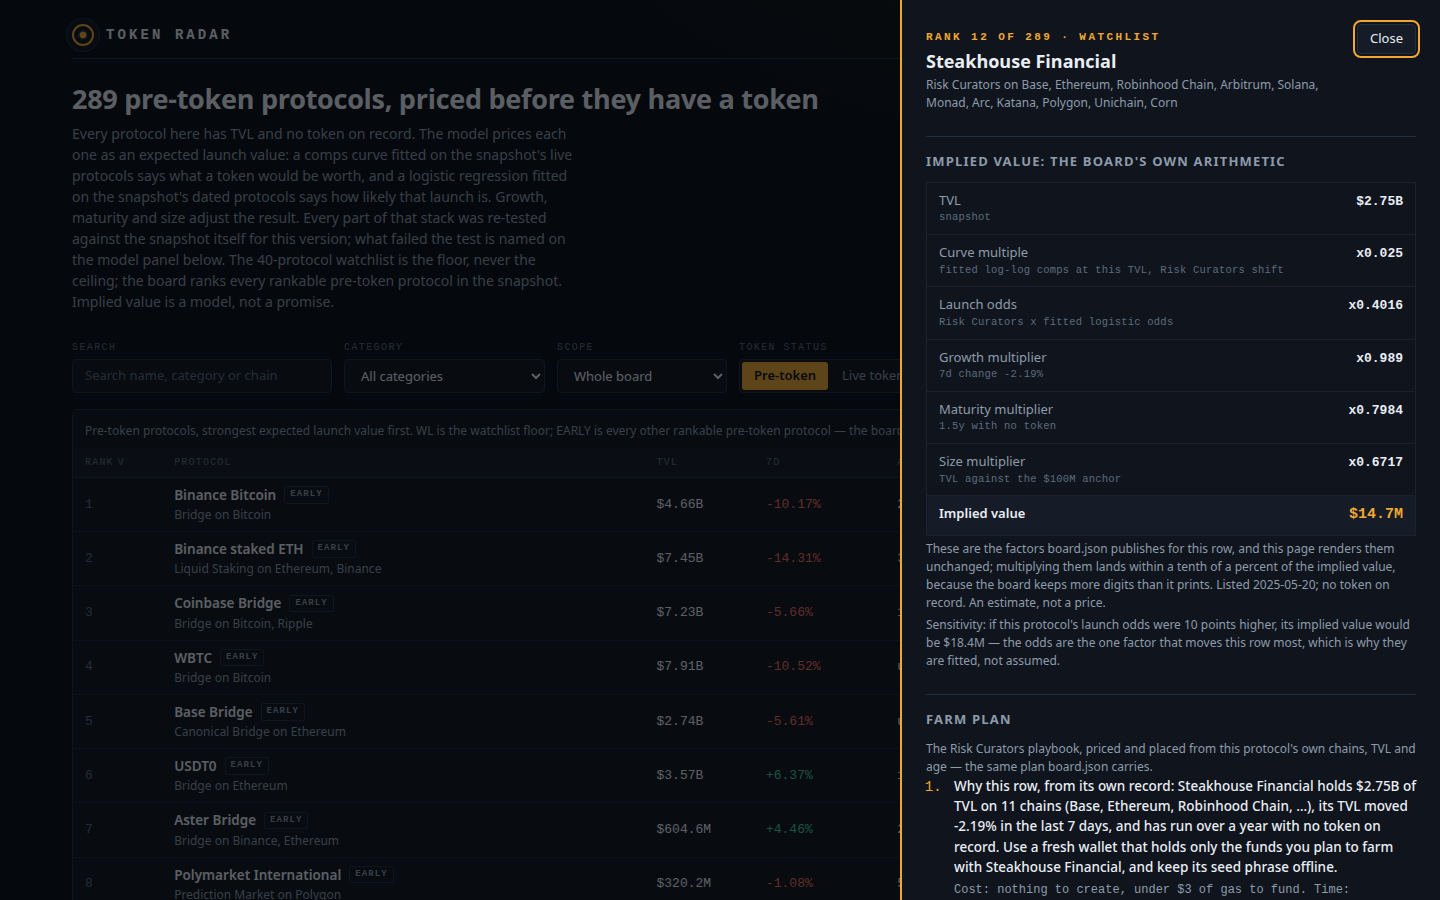 TOKEN RADAR
289 pre-token protocols, priced before they have a token
Every protocol here has TVL and no token on record. The model prices each
one as an expected launch value: a comps curve fitted on the snapshot's live
protocols says what a token would be worth, and a logistic regression fitted
on the snapshot's dated protocols says how likely that launch is. Growth,
maturity and size adjust the result. Every part of that stack was re-tested
against the snapshot itself for this version; what failed the test is named on
the model panel below. The 40-protocol watchlist is the floor, never the
ceiling; the board ranks every rankable pre-token protocol in the snapshot.
Implied value is a model, not a promise.
SEARCH CATEGORY SCOPE TOKEN STATUS
Search name, category or chain All categories Whole board Pre-token Live token
Pre-token protocols, strongest expected launch value first. WL is the watchlist floor; EARLY is every other rankable pre-token protocol — the board
RANK V PROTOCOL TVL 7D
1 Binance Bitcoin EARLY $4.66B -10.17%
Bridge on Bitcoin
2 Binance staked ETH EARLY $7.45B -14.31%
Liquid Staking on Ethereum, Binance
3 Coinbase Bridge EARLY $7.23B -5.66%
Bridge on Bitcoin, Ripple
4 WBTC EARLY $7.91B -10.52%
Bridge on Bitcoin
5 Base Bridge EARLY $2.74B -5.61%
Canonical Bridge on Ethereum
6 USDT0 EARLY $3.57B +6.37%
Bridge on Ethereum
7 Aster Bridge EARLY $604.6M +4.46%
Bridge on Binance, Ethereum
8 Polymarket International EARLY $320.2M -1.08%
Prediction Market on Polygon
RANK 12 OF 289 · WATCHLIST
Close
Steakhouse Financial
Risk Curators on Base, Ethereum, Robinhood Chain, Arbitrum, Solana,
Monad, Arc, Katana, Polygon, Unichain, Corn
IMPLIED VALUE: THE BOARD'S OWN ARITHMETIC
TVL $2.75B
snapshot
Curve multiple x0.025
fitted log-log comps at this TVL, Risk Curators shift
Launch odds x0.4016
Risk Curators x fitted logistic odds
Growth multiplier x0.989
7d change -2.19%
Maturity multiplier x0.7984
1.5y with no token
Size multiplier x0.6717
TVL against the $100M anchor
Implied value $14.7M
These are the factors board.json publishes for this row, and this page renders them
unchanged; multiplying them lands within a tenth of a percent of the implied value,
because the board keeps more digits than it prints. Listed 2025-05-20; no token on
record. An estimate, not a price.
Sensitivity: if this protocol's launch odds were 10 points higher, its implied value would
be $18.4M — the odds are the one factor that moves this row most, which is why they
are fitted, not assumed.
FARM PLAN
The Risk Curators playbook, priced and placed from this protocol's own chains, TVL and
age — the same plan board.json carries.
1. Why this row, from its own record: Steakhouse Financial holds $2.75B of
TVL on 11 chains (Base, Ethereum, Robinhood Chain, ...), its TVL moved
-2.19% in the last 7 days, and has run over a year with no token on
record. Use a fresh wallet that holds only the funds you plan to farm
with Steakhouse Financial, and keep its seed phrase offline.
Cost: nothing to create, under $3 of gas to fund. Time: